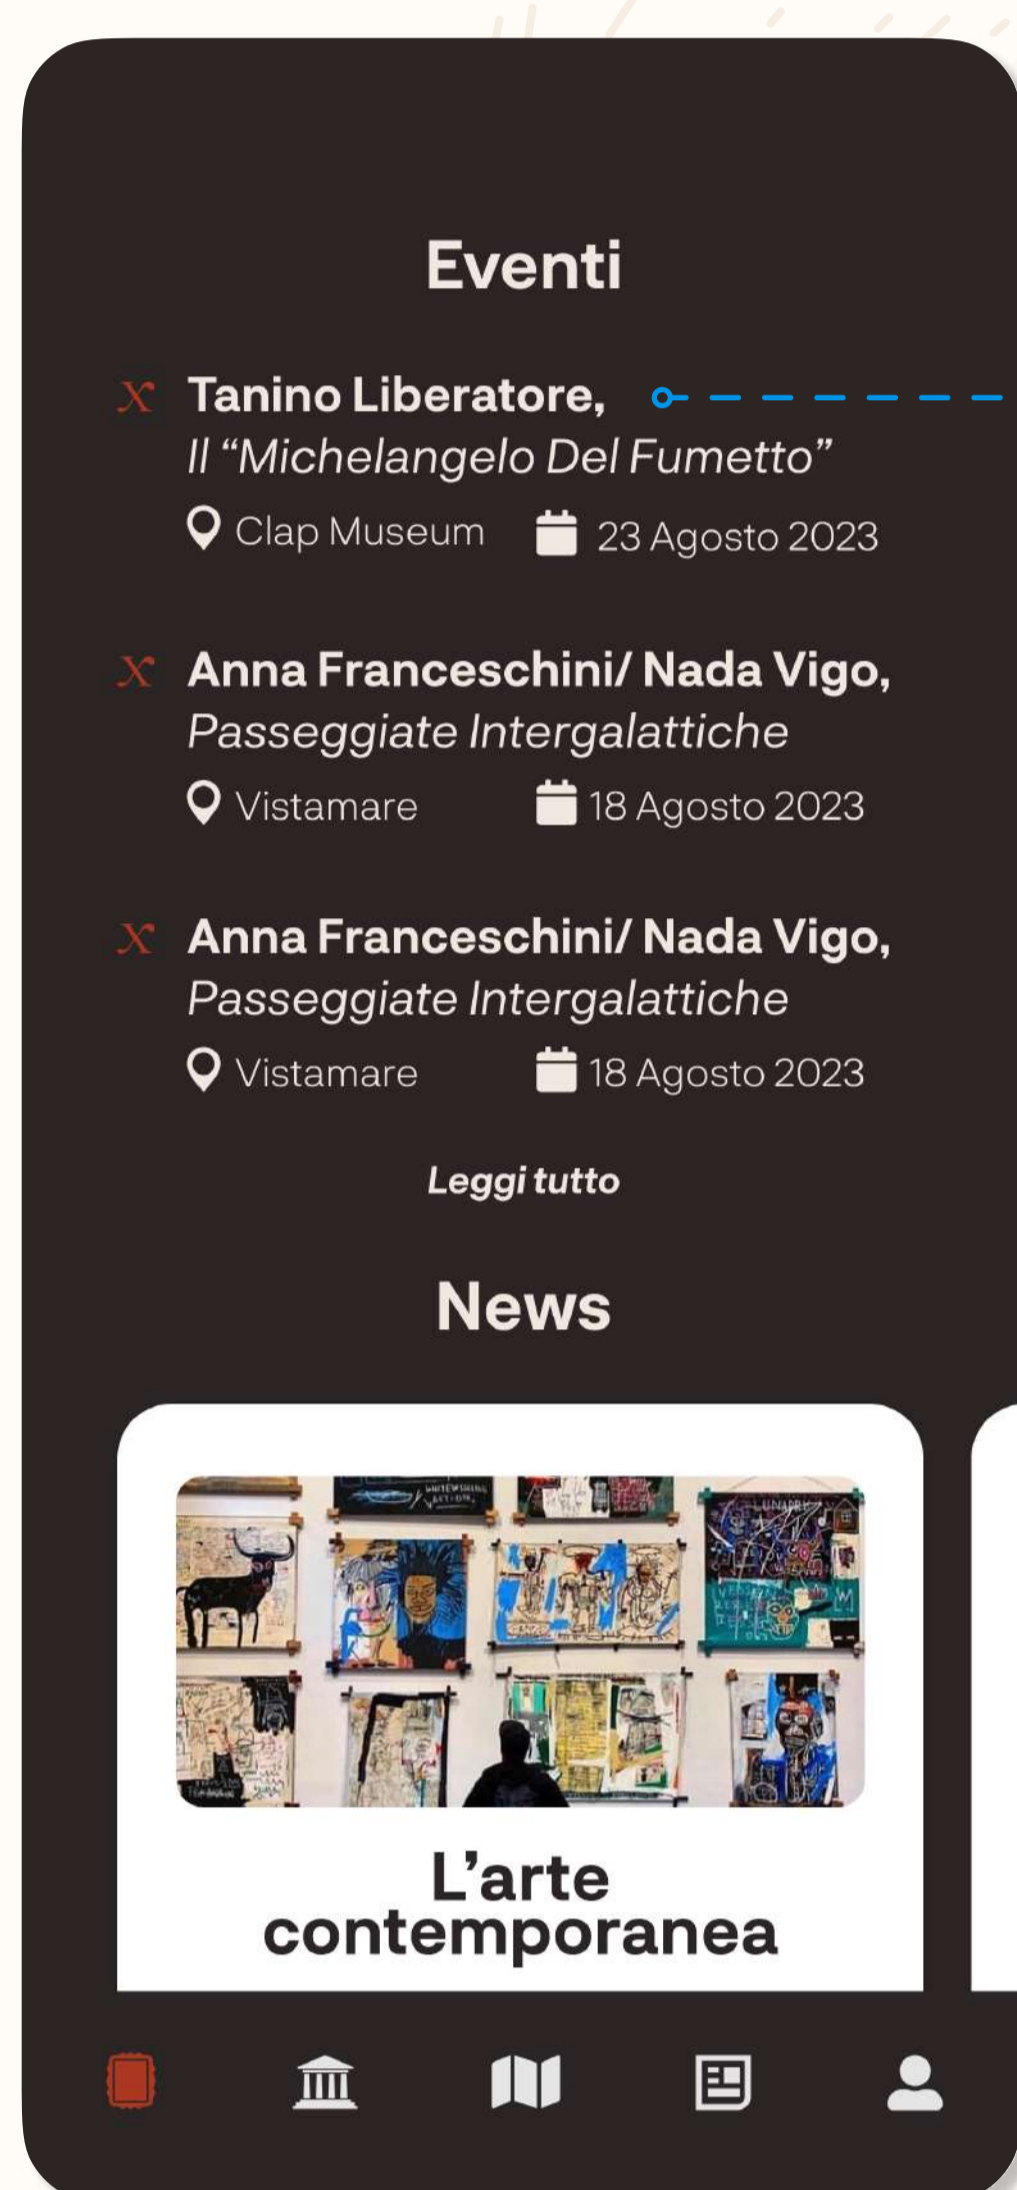 Eventi
x Tanino Liberatore,
Il “Michelangelo Del Fumetto”
Clap Museum 23 Agosto 2023
x Anna Franceschini/ Nada Vigo,
Passeggiate Intergalattiche
Vistamare 18 Agosto 2023
x Anna Franceschini/ Nada Vigo,
Passeggiate Intergalattiche
Vistamare 18 Agosto 2023
Leggi tutto
News
L’arte
contemporanea